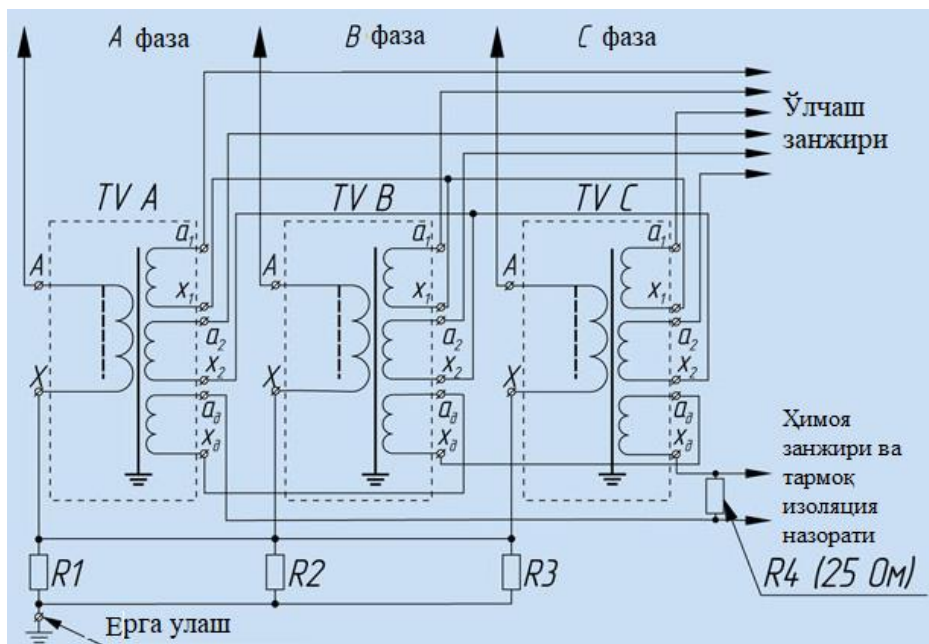 A фаза
B фаза
C фаза
Ўлчаш
занжири
TV A
TV B
TV C
A
X
a1
x1
a2
x2
aд
xд
A
X
a1
x1
a2
x2
aд
xд
A
X
a1
x1
a2
x2
aд
xд
Ҳимоя
занжири ва
тармоқ
изоляция
назорати
R4 (25 Ом)
R1
R2
R3
Ерга улаш